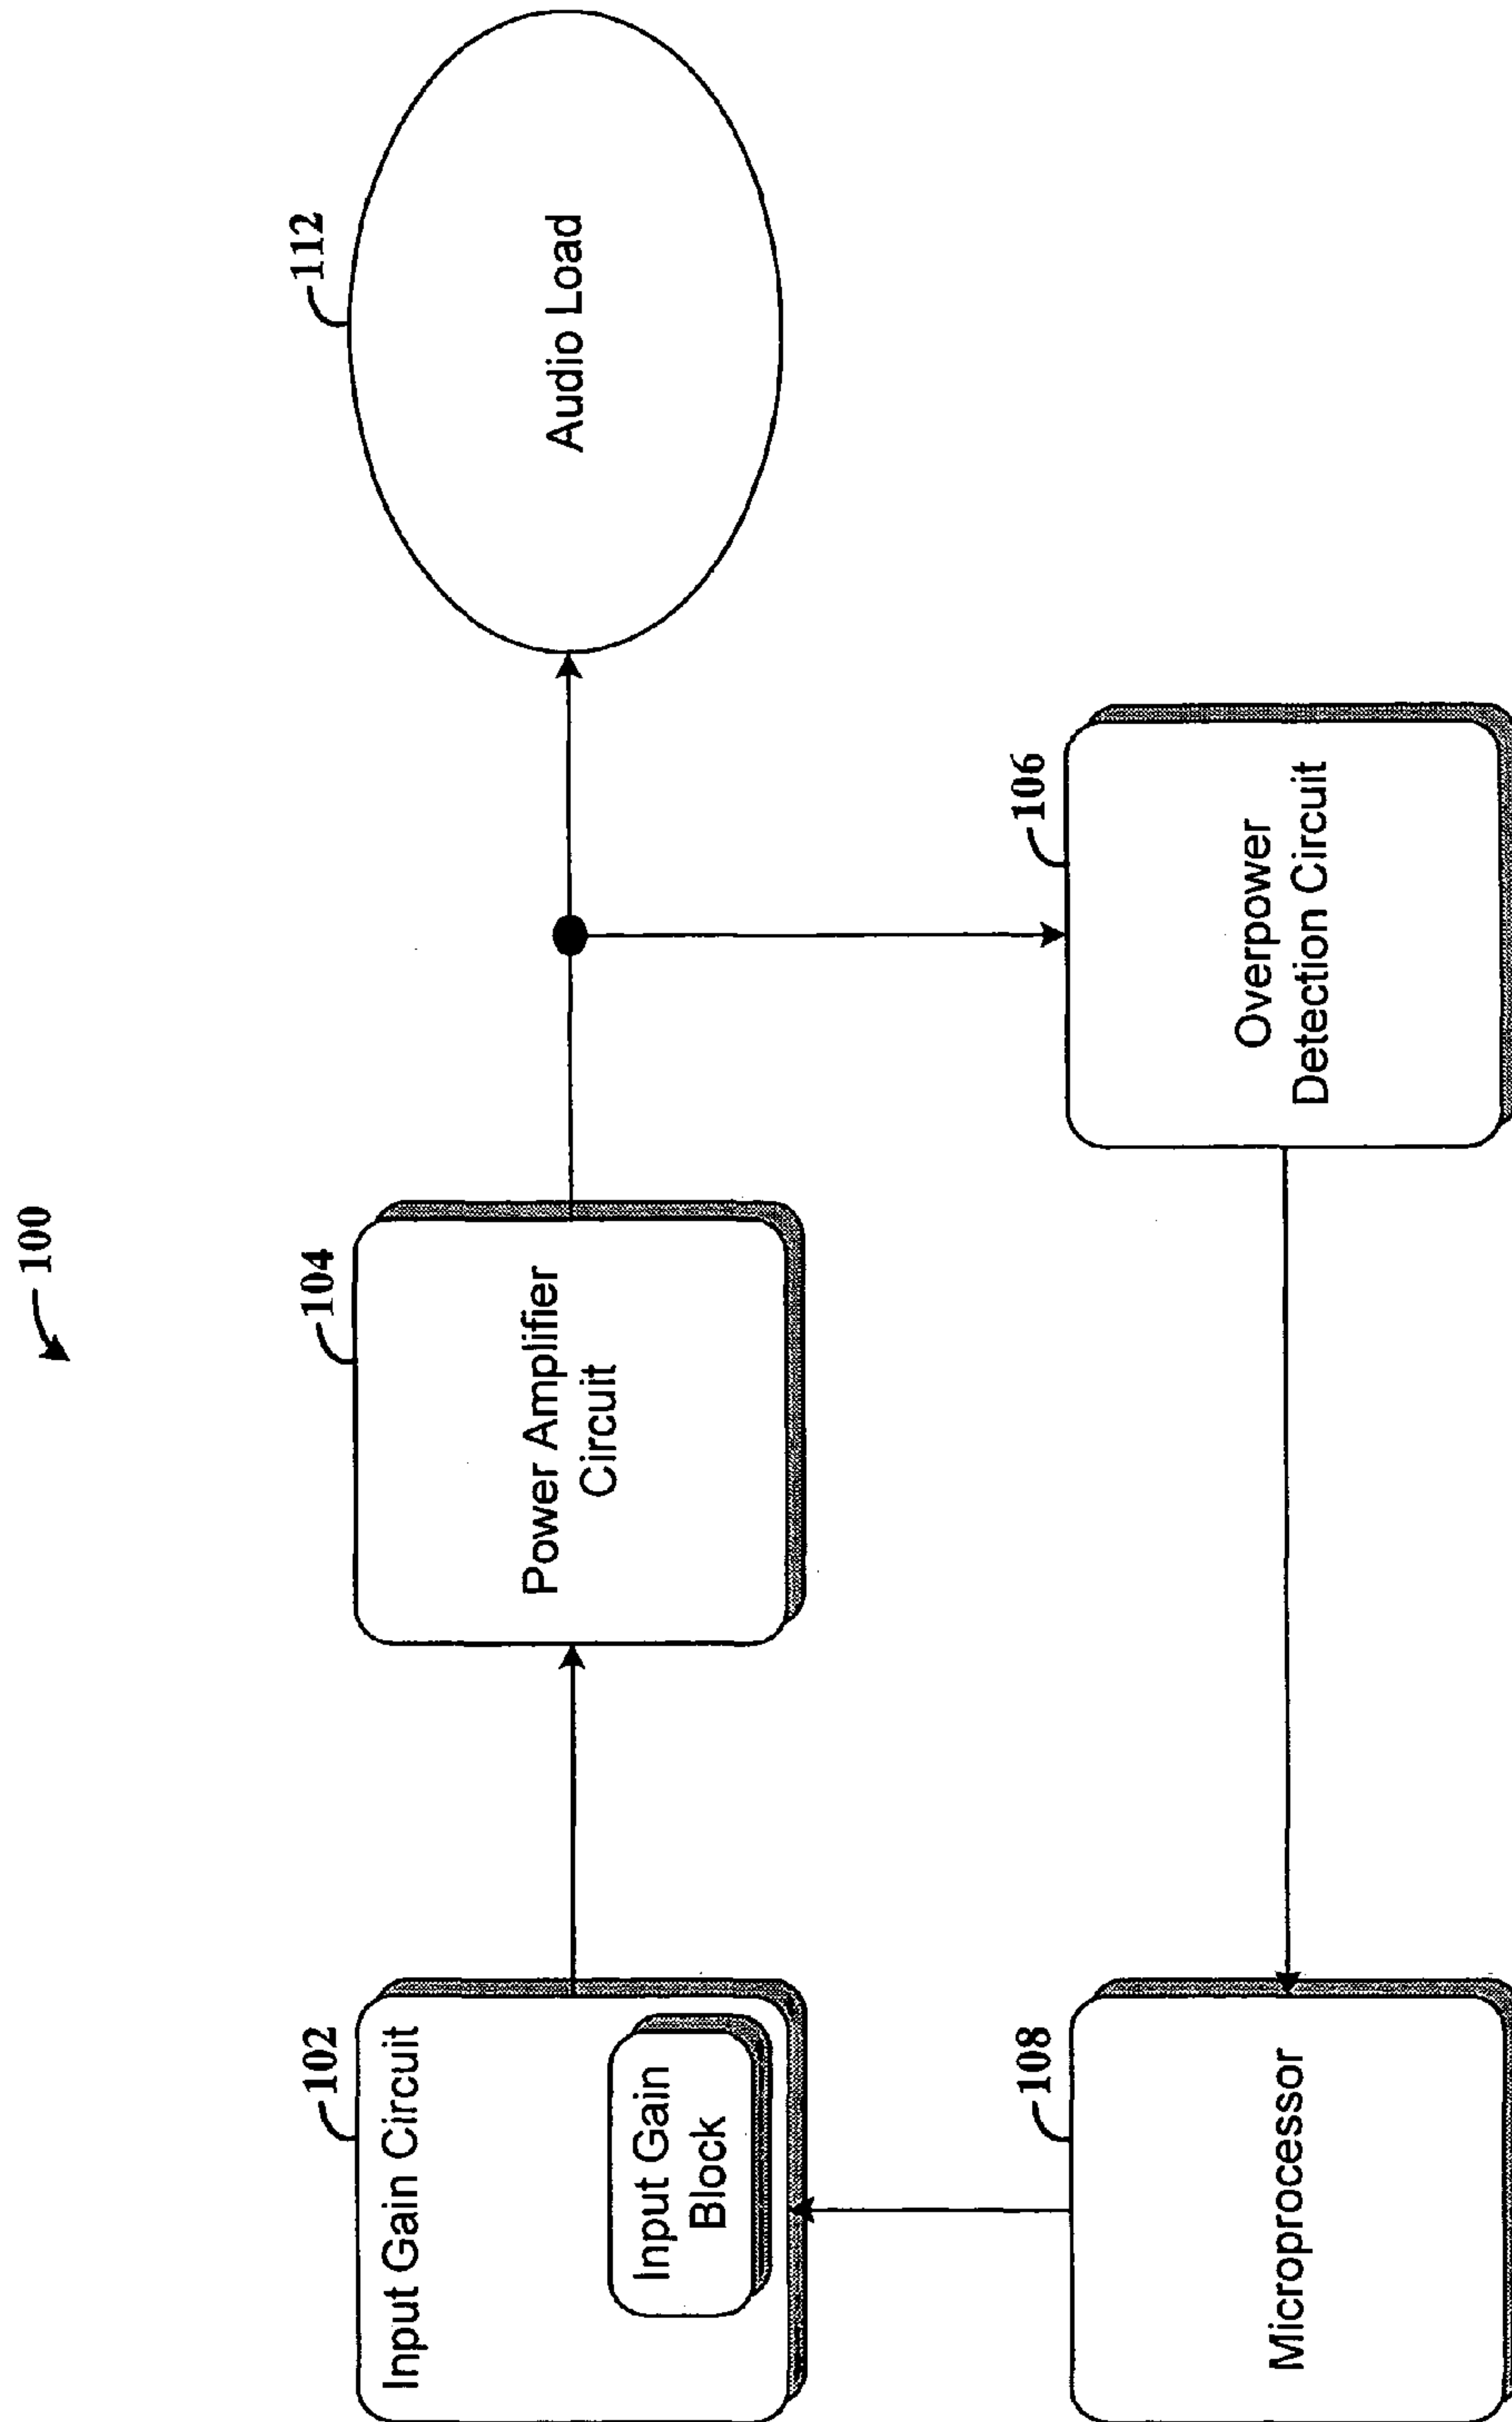 100
102
Input Gain Circuit
Input Gain
Block
104
Power Amplifier
Circuit
112
Audio Load
108
Microprocessor
106
Overpower
Detection Circuit